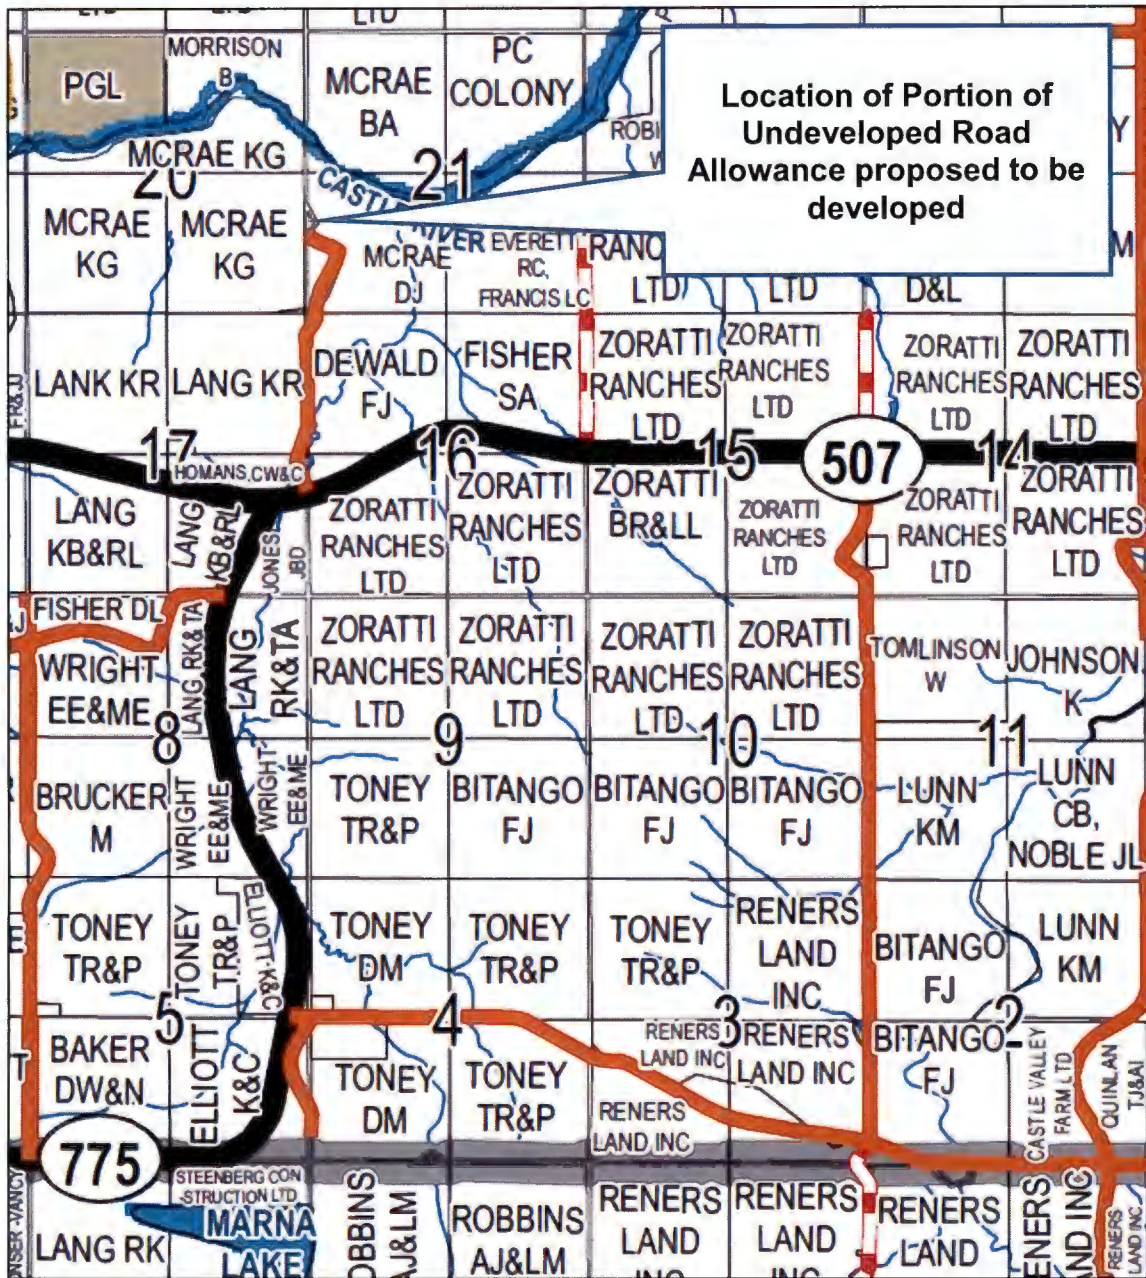 LTD
LTD
PGL
MORRISON
B
MCRAE
BA
PC
COLONY
Location of Portion of
Undeveloped Road
Allowance proposed to be
developed
MCRAE KG
20
21
CASTLE RIVER
MCRAE
KG
MCRAE
KG
MCRAE
DJ
EVERETT
RC,
FRANCIS LC
LTD
LTD
D&L
LANK KR
LANG KR
DEWALD
FJ
FISHER
SA
ZORATTI
RANCHES
LTD
ZORATTI
RANCHES
LTD
ZORATTI
RANCHES
LTD
ZORATTI
RANCHES
LTD
17
16
15
507
14
HOMANS, CW&C
LANG
KB&RL
LANG
KB&RL
JONES
JBD
ZORATTI
RANCHES
LTD
ZORATTI
RANCHES
LTD
ZORATTI
BR&LL
ZORATTI
RANCHES
LTD
ZORATTI
RANCHES
LTD
ZORATTI
RANCHES
LTD
FISHER DL
WRIGHT
EE&ME
LANG RK&TA
LANG
RK&TA
ZORATTI
RANCHES
LTD
ZORATTI
RANCHES
LTD
ZORATTI
RANCHES
LTD
ZORATTI
RANCHES
LTD
TOMLINSON
W
JOHNSON
K
8
9
10
11
BRUCKER
M
WRIGHT
EE&ME
WRIGHT
EE&ME
TONEY
TR&P
BITANGO
FJ
BITANGO
FJ
BITANGO
FJ
LUNN
KM
LUNN
CB,
NOBLE JL
TONEY
TR&P
TONEY
TR&P
ELLIOTT K&C
TONEY
DM
TONEY
TR&P
TONEY
TR&P
RENERS
LAND
INC
BITANGO
FJ
LUNN
KM
5
4
3
2
BAKER
DW&N
ELLIOTT
K&C
TONEY
DM
TONEY
TR&P
RENERS
LAND INC
RENERS
LAND INC
RENERS
LAND INC
BITANGO
FJ
CASTLE VALLEY
FARM LTD
QUINLAN
TJ&AI
775
STEENBERG CON
-STRUCTION LTD
MARNA
LAKE
LANG RK
ROBBINS
AJ&LM
RENERS
LAND
RENERS
LAND
RENERS
LAND
LAND INC
RENERS
LAND INC